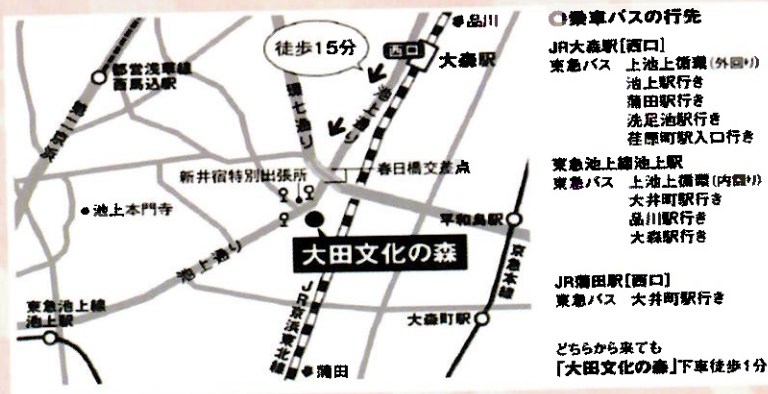 品川
徒歩15分
西口
大森駅
都営浅草線
西馬込駅
第二京浜
環七通り
池上通り
春日橋交差点
新井宿特別出張所
池上本門寺
平和島駅
大田文化の森
池上通り
京急本線
JR京浜東北線
東急池上線
池上駅
大森町駅
蒲田
乗車バスの行先
JR大森駅[西口]
東急バス 上池上循環(外回り)
池上駅行き
蒲田駅行き
洗足池駅行き
荏原町駅入口行き
東急池上線池上駅
東急バス 上池上循環(内回り)
大井町駅行き
品川駅行き
大森駅行き
JR蒲田駅[西口]
東急バス 大井町駅行き
どちらから来ても
「大田文化の森」下車徒歩1分